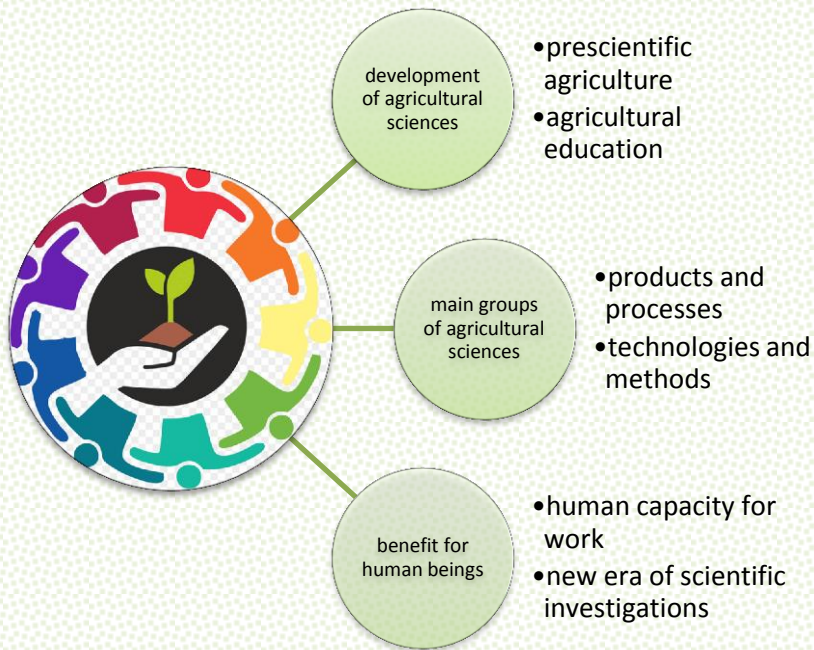 development
of agricultural
sciences
•prescientific
agriculture
•agricultural
education
main groups
of agricultural
sciences
•products and
processes
•technologies and
methods
benefit for
human beings
•human capacity for
work
•new era of scientific
investigations